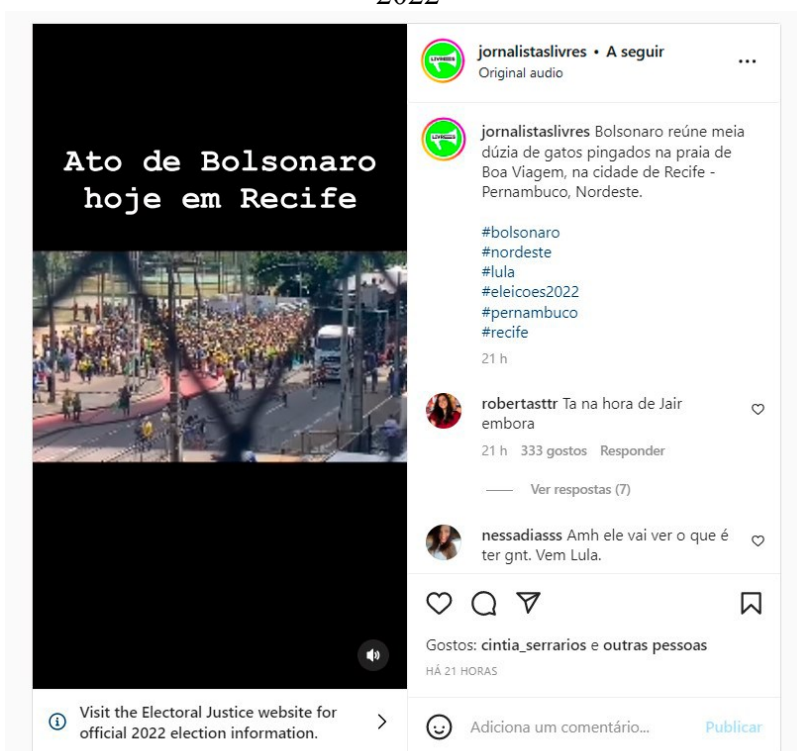 2022
jornalistaslivres • A seguir
Original audio
Ato de Bolsonaro
hoje em Recife
jornalistaslivres Bolsonaro reúne meia
dúzia de gatos pingados na praia de
Boa Viagem, na cidade de Recife -
Pernambuco, Nordeste.
#bolsonaro
#nordeste
#lula
#eleicoes2022
#pernambuco
#recife
21 h
robertasttr Ta na hora de Jair
embora
21 h 333 gostos Responder
Ver respostas (7)
nessadiasss Amh ele vai ver o que é
ter gnt. Vem Lula.
Gostos: cintia_serrarios e outras pessoas
HÁ 21 HORAS
Visit the Electoral Justice website for
official 2022 election information.
Adiciona um comentário... Publicar